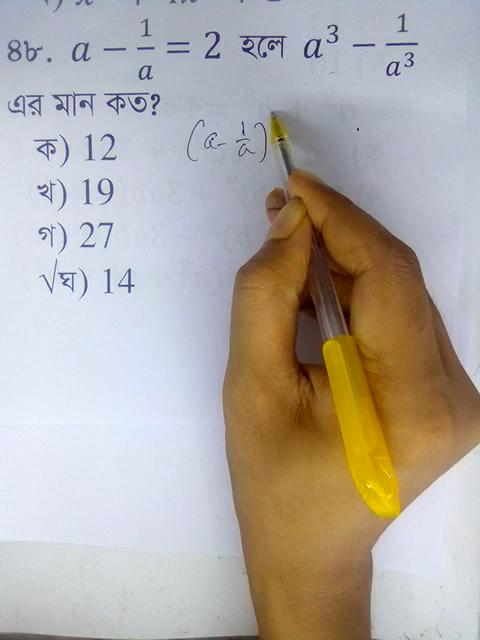 ৪৮. a - 1/a = 2 হলে a³ - 1/a³
এর মান কত?
(a - 1/a)
ক) 12
খ) 19
গ) 27
√ঘ) 14